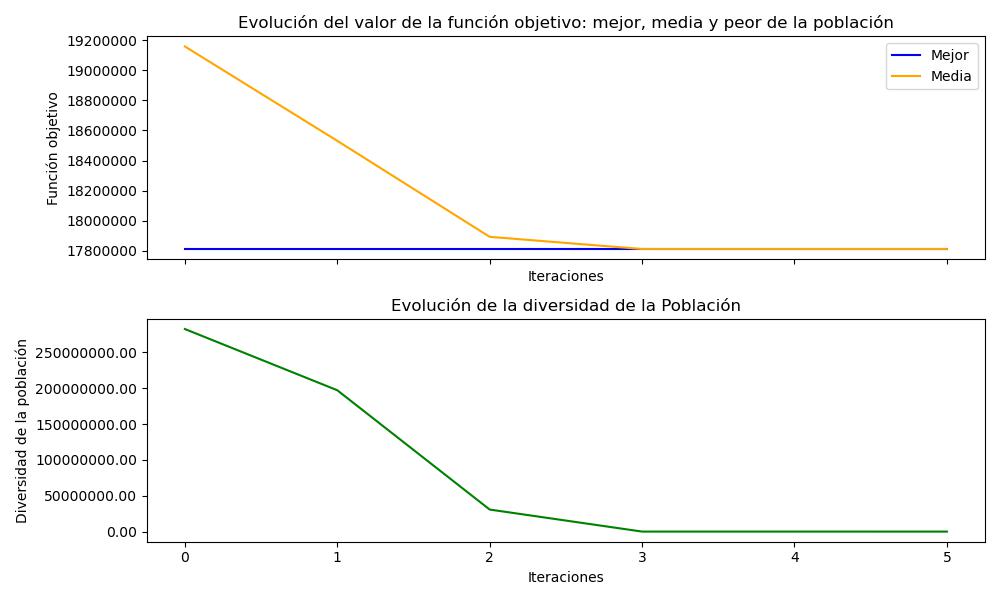 Evolución del valor de la función objetivo: mejor, media y peor de la población
Función objetivo
19200000
19000000
18800000
18600000
18400000
18200000
18000000
17800000
Mejor
Media
Iteraciones
Evolución de la diversidad de la Población
Diversidad de la población
250000000.00
200000000.00
150000000.00
100000000.00
50000000.00
0.00
0 1 2 3 4 5
Iteraciones